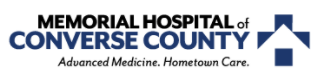 MEMORIAL HOSPITAL of
CONVERSE COUNTY
Advanced Medicine. Hometown Care.